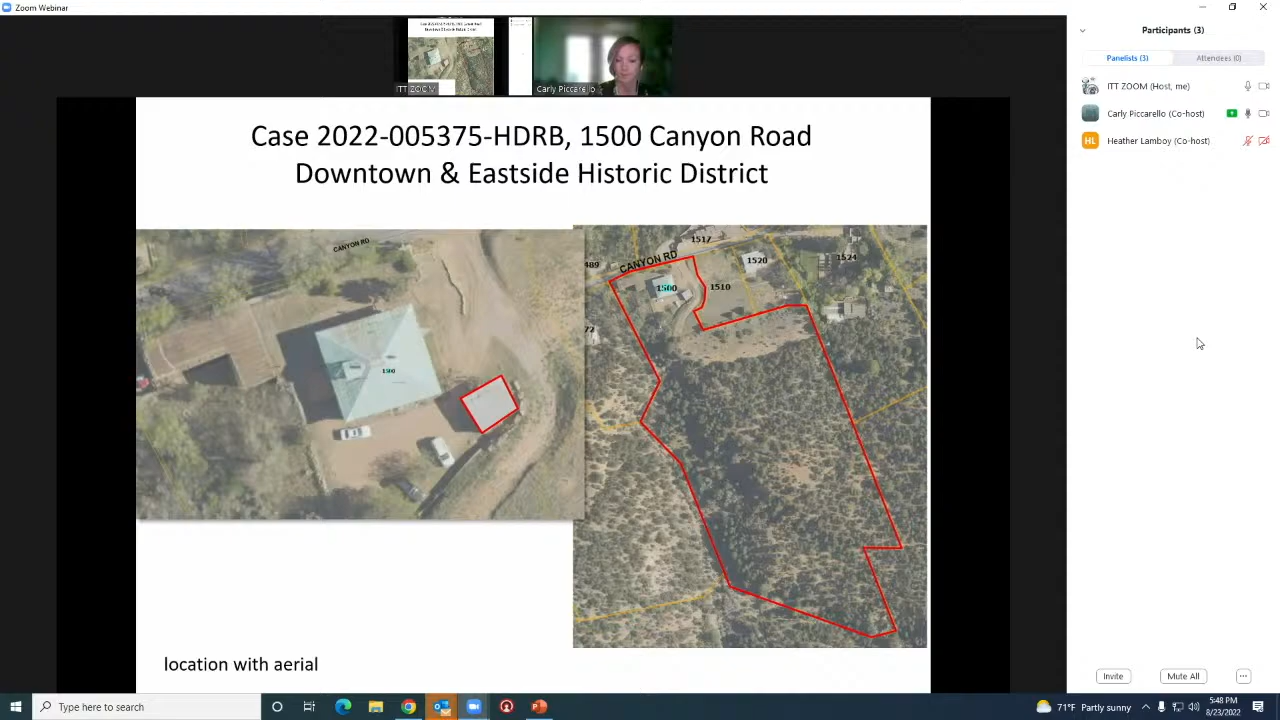 Zoom Webinar
Participants (3)
Panelists (3)
Attendees (0)
ITT ZOOM (Host, me)
Carly Piccarello (Co-host)
HL
Heather Lamboy (Co-host)
ITT ZOOM
Carly Piccarello
Case 2022-005375-HDRB, 1500 Canyon Road
Downtown & Eastside Historic District
CANYON RD
1500
1517
CANYON RD
489
1520
1524
1500
1510
72
location with aerial
Invite
Mute All
Type here to search
71°F Partly sunny
5:48 PM
8/23/2022